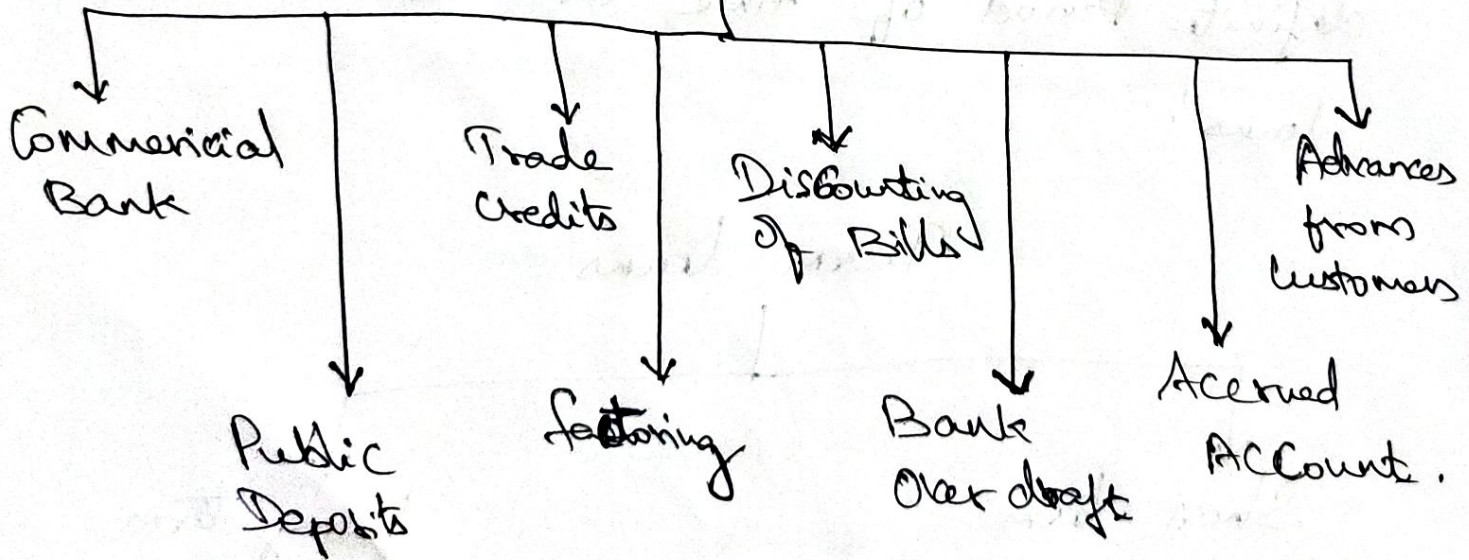 Commericial
Bank
Public
Deposits
Trade
credits
factoring
Discounting
Of Bills
Bank
Over draft
Accrued
ACCount.
Advances
from
Customers